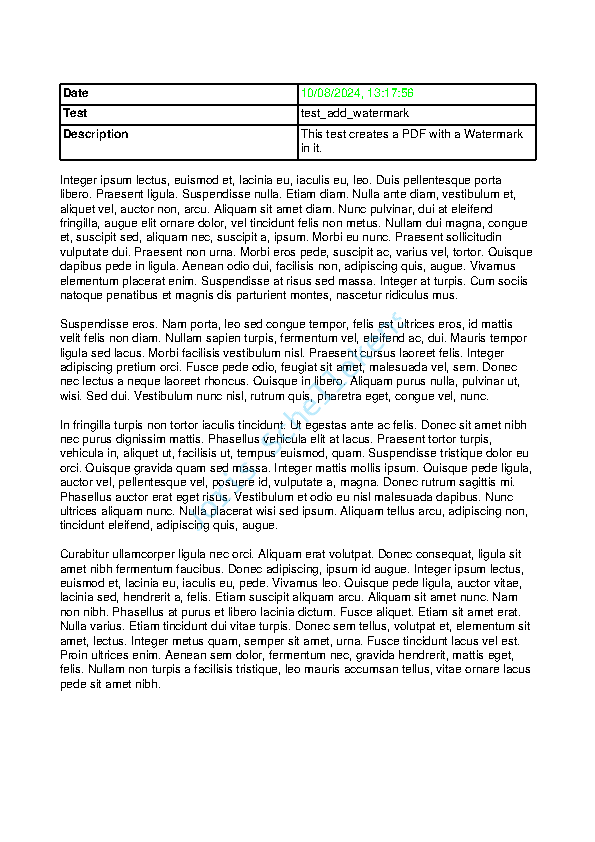 Date 10/08/2024, 13:17:56
Test test_add_watermark
Description This test creates a PDF with a Watermark
in it.
Integer ipsum lectus, euismod et, lacinia eu, iaculis eu, leo. Duis pellentesque porta
libero. Praesent ligula. Suspendisse nulla. Etiam diam. Nulla ante diam, vestibulum et,
aliquet vel, auctor non, arcu. Aliquam sit amet diam. Nunc pulvinar, dui at eleifend
fringilla, augue elit ornare dolor, vel tincidunt felis non metus. Nullam dui magna, congue
et, suscipit sed, aliquam nec, suscipit a, ipsum. Morbi eu nunc. Praesent sollicitudin
vulputate dui. Praesent non urna. Morbi eros pede, suscipit ac, varius vel, tortor. Quisque
dapibus pede in ligula. Aenean odio dui, facilisis non, adipiscing quis, augue. Vivamus
elementum placerat enim. Suspendisse at risus sed massa. Integer at turpis. Cum sociis
natoque penatibus et magnis dis parturient montes, nascetur ridiculus mus.
Suspendisse eros. Nam porta, leo sed congue tempor, felis est ultrices eros, id mattis
velit felis non diam. Nullam sapien turpis, fermentum vel, eleifend ac, dui. Mauris tempor
ligula sed lacus. Morbi facilisis vestibulum nisl. Praesent cursus laoreet felis. Integer
adipiscing pretium orci. Fusce pede odio, feugiat sit amet, malesuada vel, sem. Donec
nec lectus a neque laoreet rhoncus. Quisque in libero. Aliquam purus nulla, pulvinar ut,
wisi. Sed dui. Vestibulum nunc nisl, rutrum quis, pharetra eget, congue vel, nunc.
In fringilla turpis non tortor iaculis tincidunt. Ut egestas ante ac felis. Donec sit amet nibh
nec purus dignissim mattis. Phasellus vehicula elit at lacus. Praesent tortor turpis,
vehicula in, aliquet ut, facilisis ut, tempus euismod, quam. Suspendisse tristique dolor eu
orci. Quisque gravida quam sed massa. Integer mattis mollis ipsum. Quisque pede ligula,
auctor vel, pellentesque vel, posuere id, vulputate a, magna. Donec rutrum sagittis mi.
Phasellus auctor erat eget risus. Vestibulum et odio eu nisl malesuada dapibus. Nunc
ultrices aliquam nunc. Nulla placerat wisi sed ipsum. Aliquam tellus arcu, adipiscing non,
tincidunt eleifend, adipiscing quis, augue.
Curabitur ullamcorper ligula nec orci. Aliquam erat volutpat. Donec consequat, ligula sit
amet nibh fermentum faucibus. Donec adipiscing, ipsum id augue. Integer ipsum lectus,
euismod et, lacinia eu, iaculis eu, pede. Vivamus leo. Quisque pede ligula, auctor vitae,
lacinia sed, hendrerit a, felis. Etiam suscipit aliquam arcu. Aliquam sit amet nunc. Nam
non nibh. Phasellus at purus et libero lacinia dictum. Fusce aliquet. Etiam sit amet erat.
Nulla varius. Etiam tincidunt dui vitae turpis. Donec sem tellus, volutpat et, elementum sit
amet, lectus. Integer metus quam, semper sit amet, urna. Fusce tincidunt lacus vel est.
Proin ultrices enim. Aenean sem dolor, fermentum nec, gravida hendrerit, mattis eget,
felis. Nullam non turpis a facilisis tristique, leo mauris accumsan tellus, vitae ornare lacus
pede sit amet nibh.